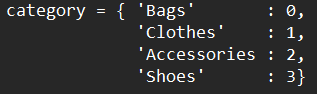 category = { 'Bags'        : 0,
             'Clothes'     : 1,
             'Accessories : 2,
             'Shoes'       : 3}